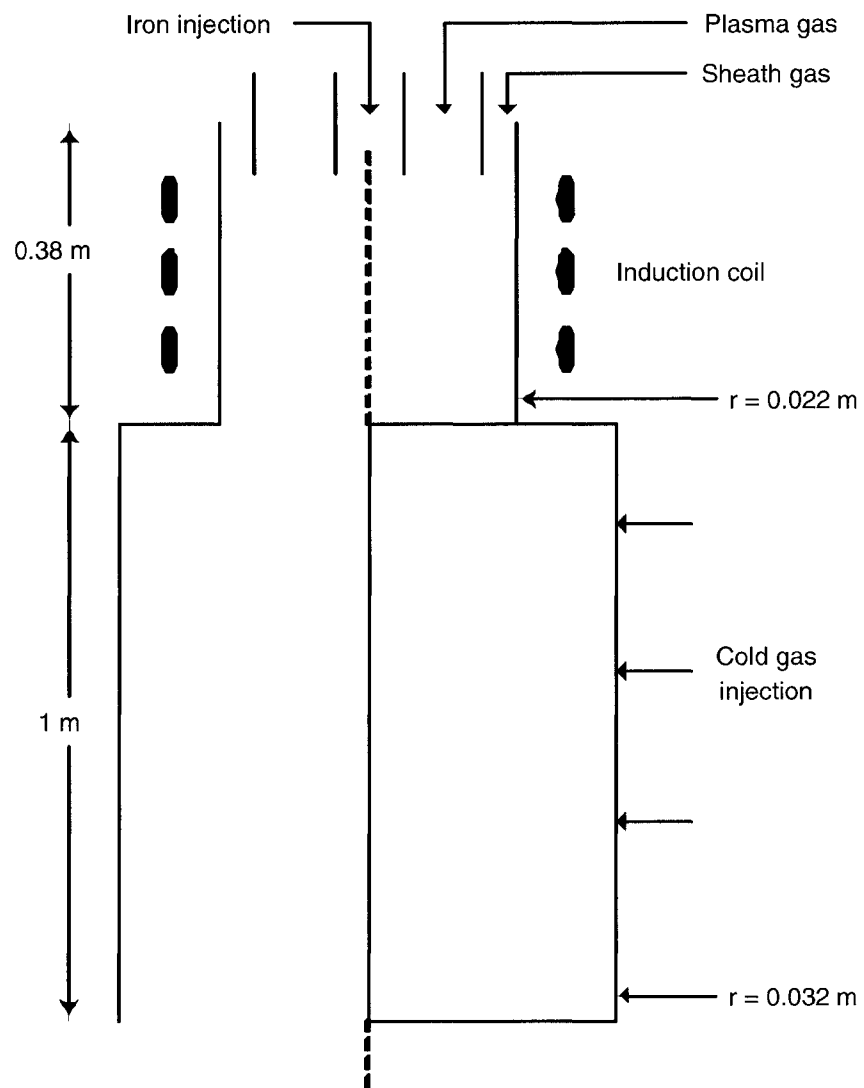 Iron injection
Plasma gas
Sheath gas
0.38 m
Induction coil
r = 0.022 m
Cold gas
injection
1 m
r = 0.032 m